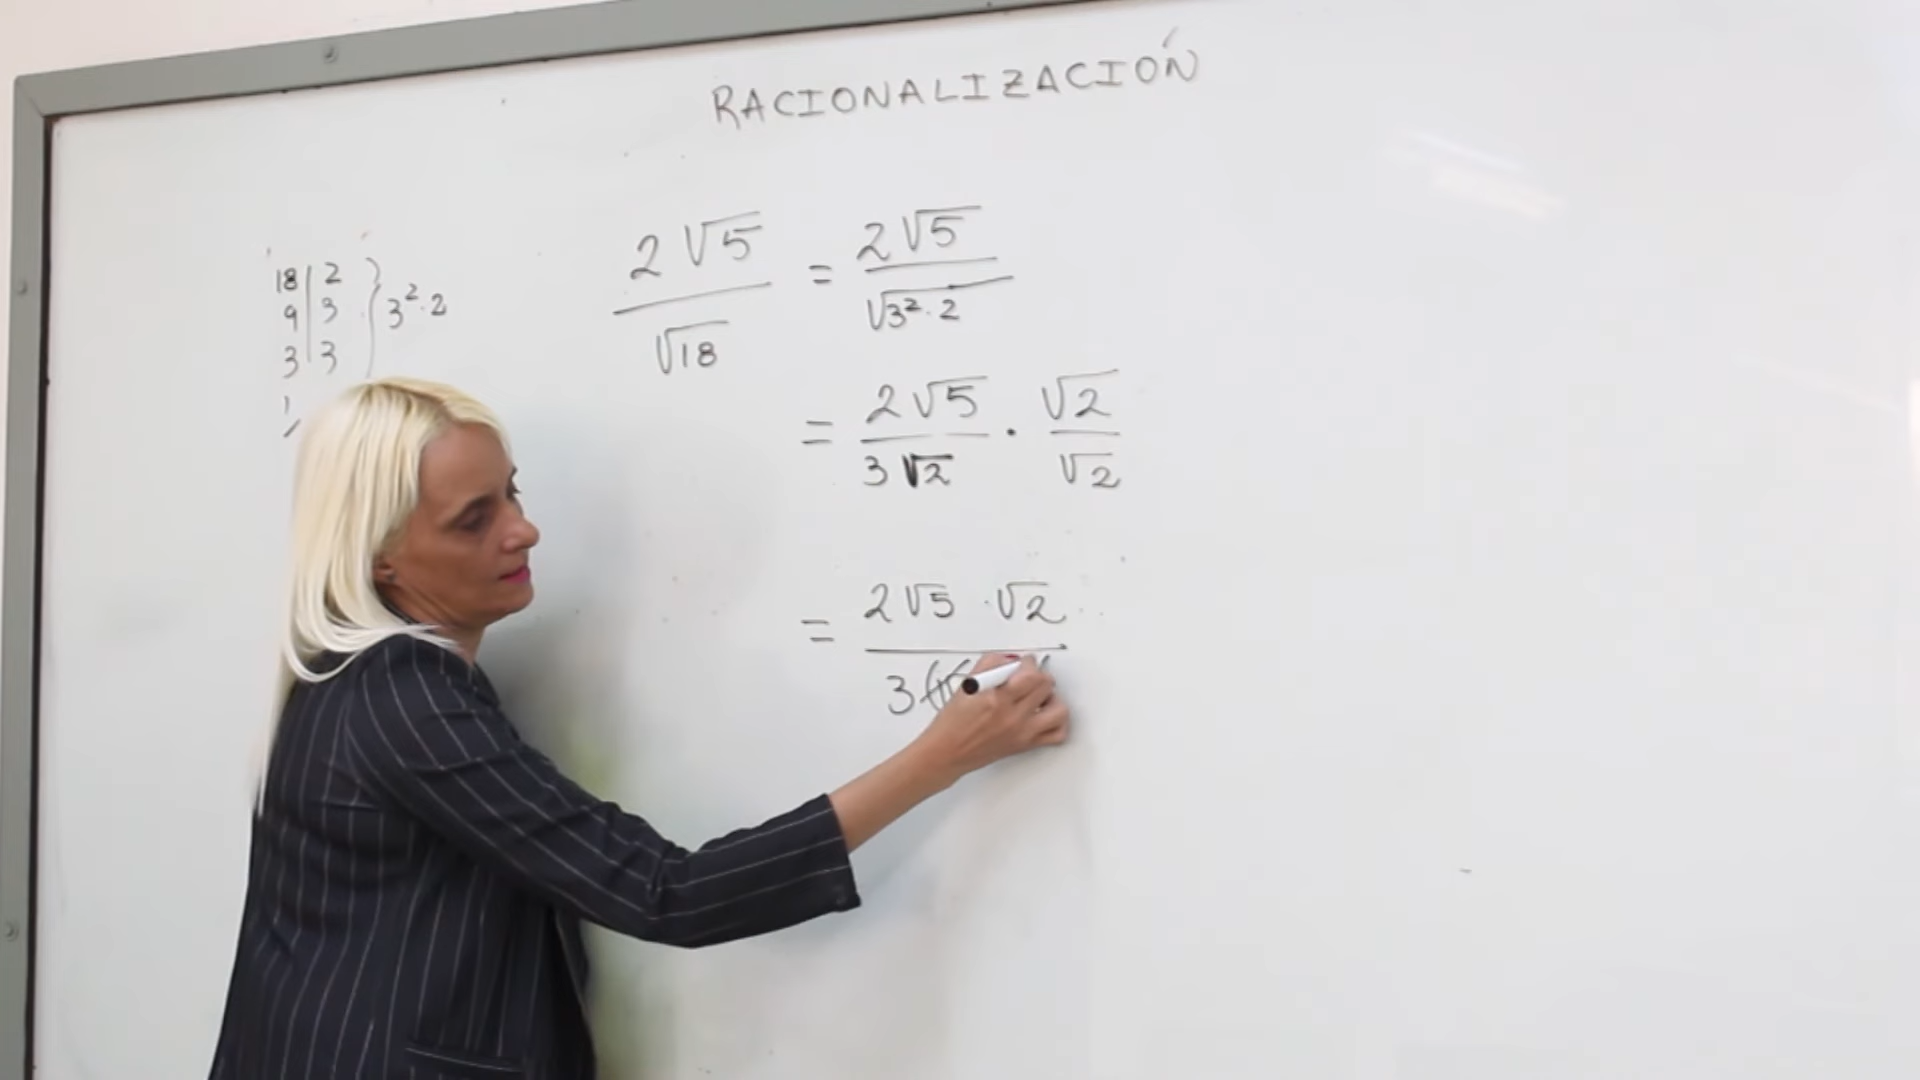 RACIONALIZACIÓN
18 | 2
9 | 3
3 | 3
1
} 3² · 2
2√5 / √18 = 2√5 / √(3² · 2)
= 2√5 / 3√2 · √2 / √2
= 2√5 · √2 / 3(√